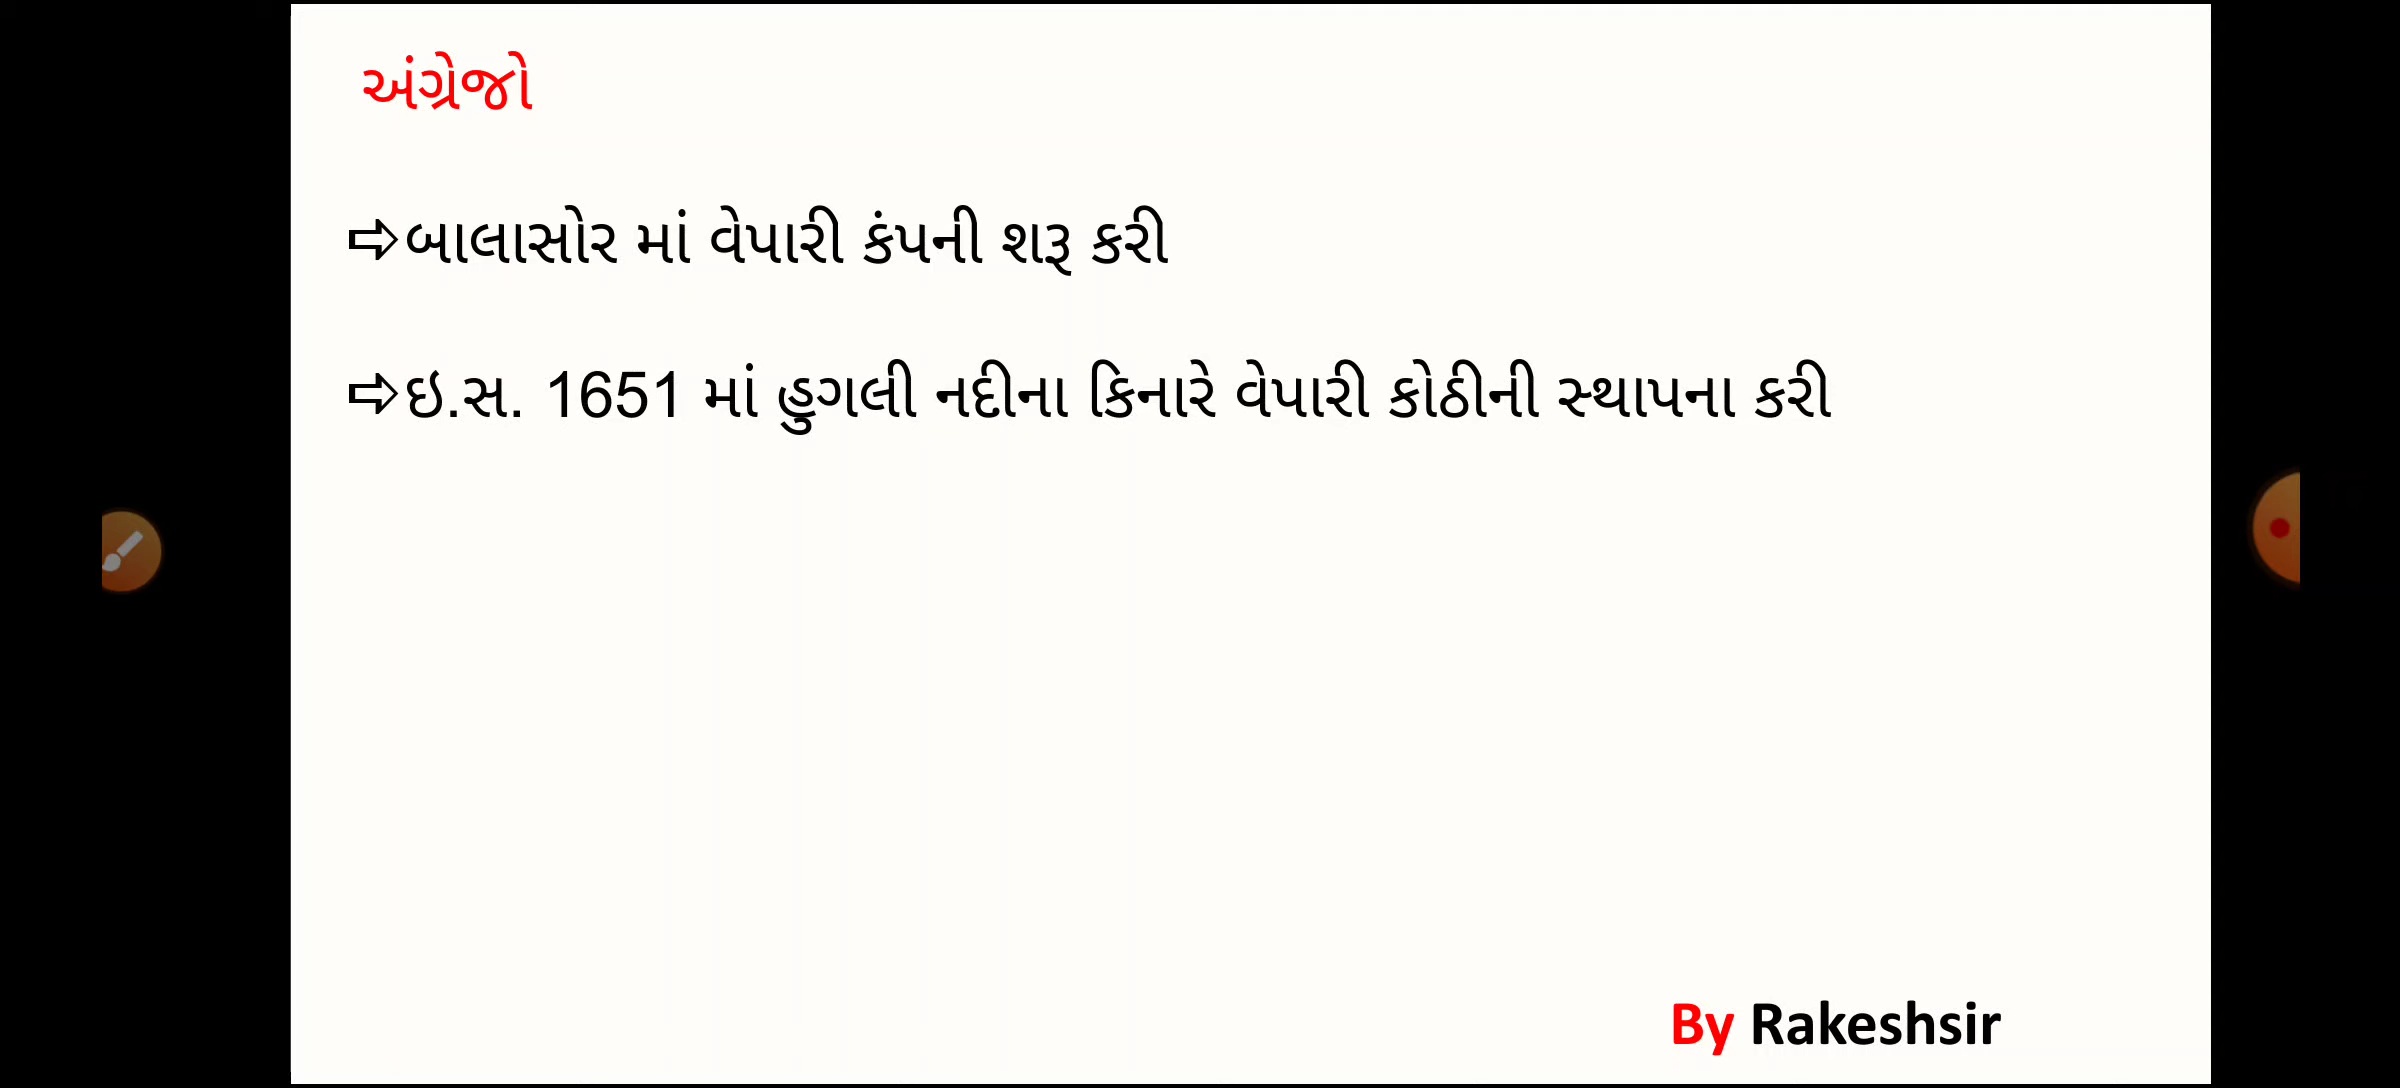 અંગ્રેજો
⇨બાલાસોર માં વેપારી કંપની શરૂ કરી
⇨ઇ.સ. 1651 માં હુગલી નદીના કિનારે વેપારી કોઠીની સ્થાપના કરી
By Rakeshsir